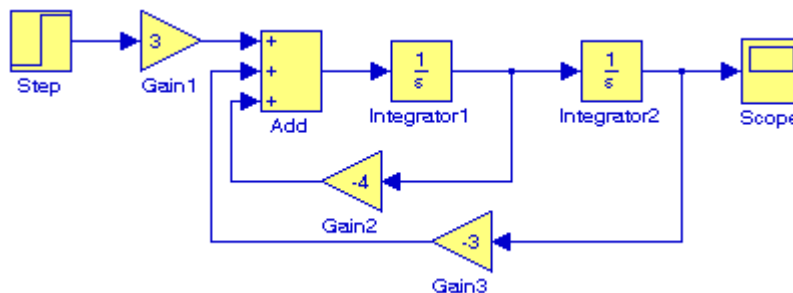 Step
3
Gain1
+
+
+
Add
1
s
Integrator1
1
s
Integrator2
Scope
-4
Gain2
-3
Gain3